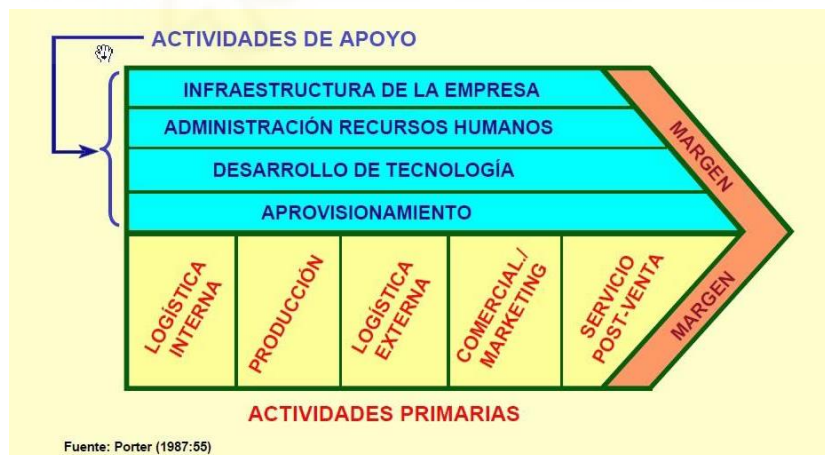 ACTIVIDADES DE APOYO
INFRAESTRUCTURA DE LA EMPRESA
ADMINISTRACIÓN RECURSOS HUMANOS
DESARROLLO DE TECNOLOGÍA
APROVISIONAMIENTO
MARGEN
LOGÍSTICA
INTERNA
PRODUCCIÓN
LOGÍSTICA
EXTERNA
COMERCIAL./
MARKETING
SERVICIO
POST-VENTA
MARGEN
ACTIVIDADES PRIMARIAS
Fuente: Porter (1987:55)